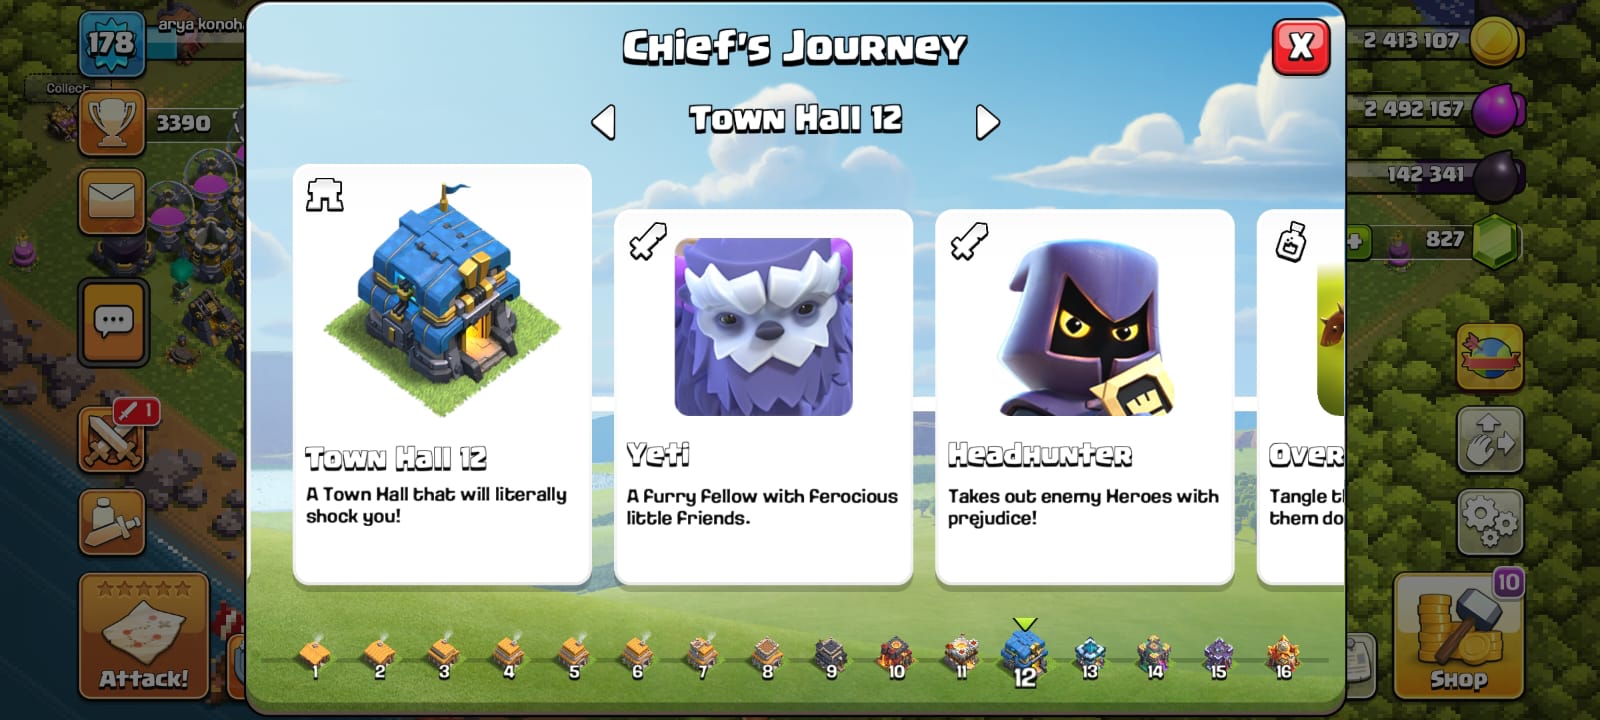 178
arya konoh
Collect
3390
1
Attack!
Chief's Journey
X
Town Hall 12
Town Hall 12
A Town Hall that will literally
shock you!
Yeti
A furry fellow with ferocious
little friends.
Headhunter
Takes out enemy Heroes with
prejudice!
Over
Tangle t
them do
1 2 3 4 5 6 7 8 9 10 11 12 13 14 15 16
2 413 107
2 492 167
142 341
827
10
Shop